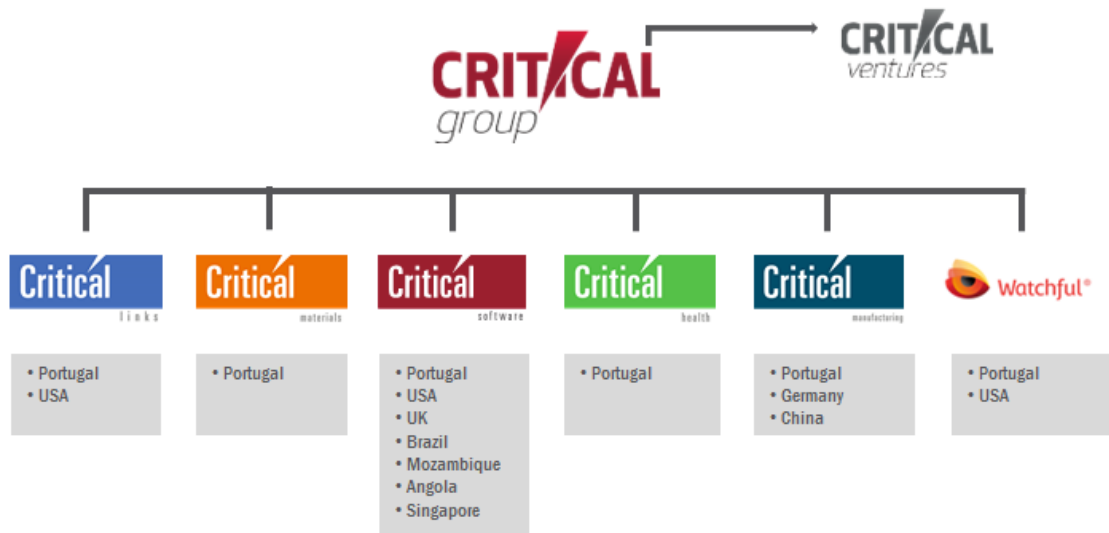 CRITICAL
group
CRITICAL
ventures
Critical
links
Critical
materials
Critical
software
Critical
health
Critical
manufacturing
Watchful®
• Portugal
• USA
• Portugal
• Portugal
• USA
• UK
• Brazil
• Mozambique
• Angola
• Singapore
• Portugal
• Portugal
• Germany
• China
• Portugal
• USA